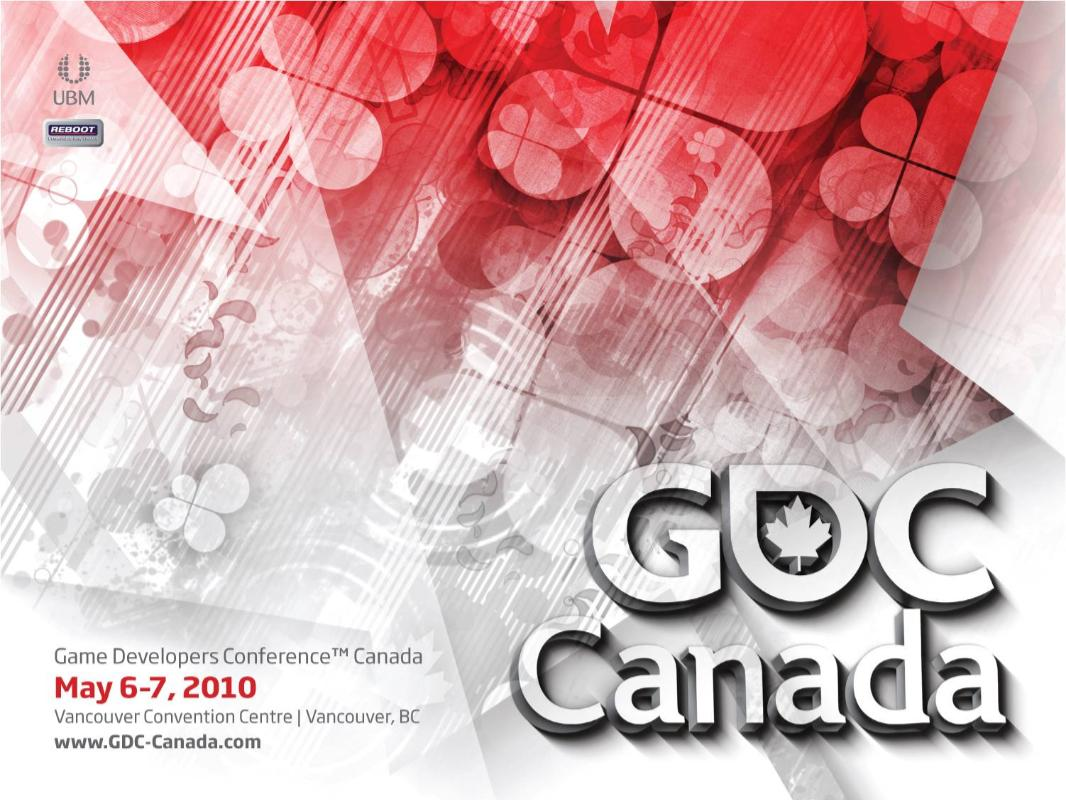 UBM
REBOOT
GDC
Canada
Game Developers Conference™ Canada
May 6-7, 2010
Vancouver Convention Centre | Vancouver, BC
www.GDC-Canada.com